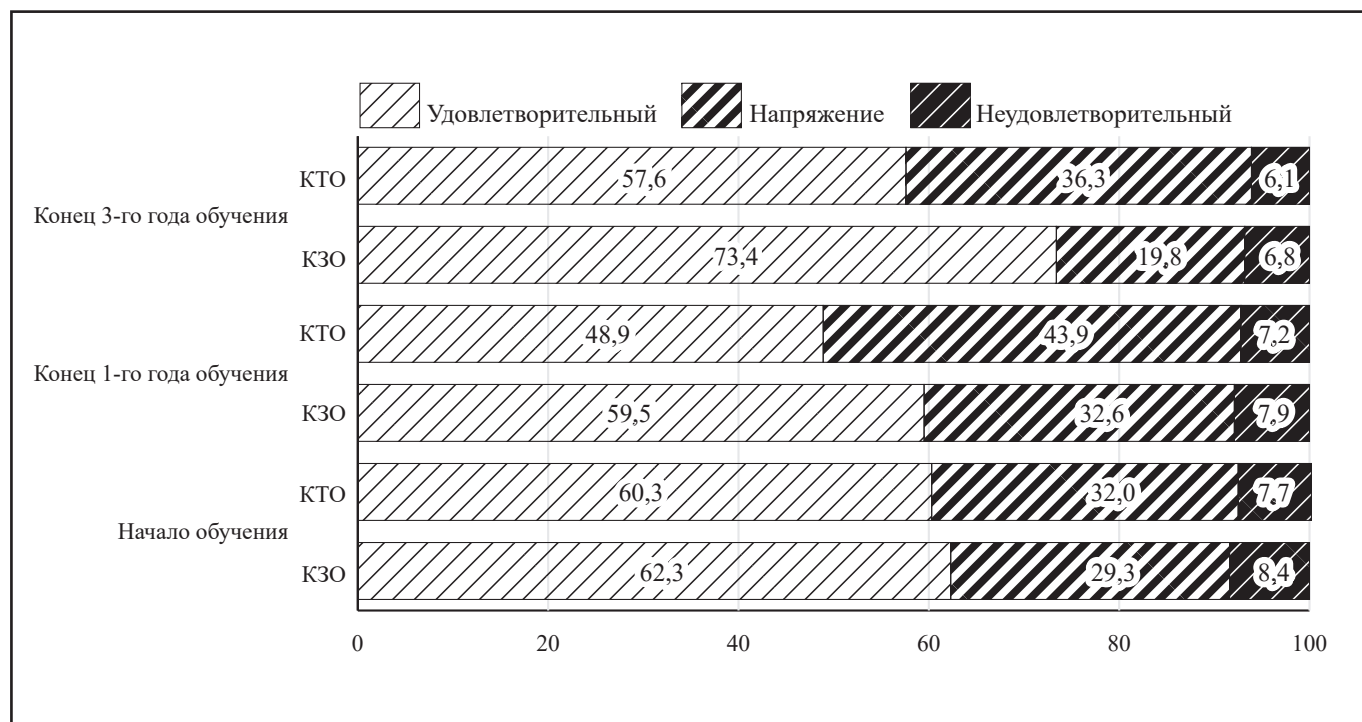 Удовлетворительный Напряжение Неудовлетворительный
КТО 57,6 36,3 6,1
Конец 3-го года обучения
КЗО 73,4 19,8 6,8
КТО 48,9 43,9 7,2
Конец 1-го года обучения
КЗО 59,5 32,6 7,9
КТО 60,3 32,0 7,7
Начало обучения
КЗО 62,3 29,3 8,4
0 20 40 60 80 100